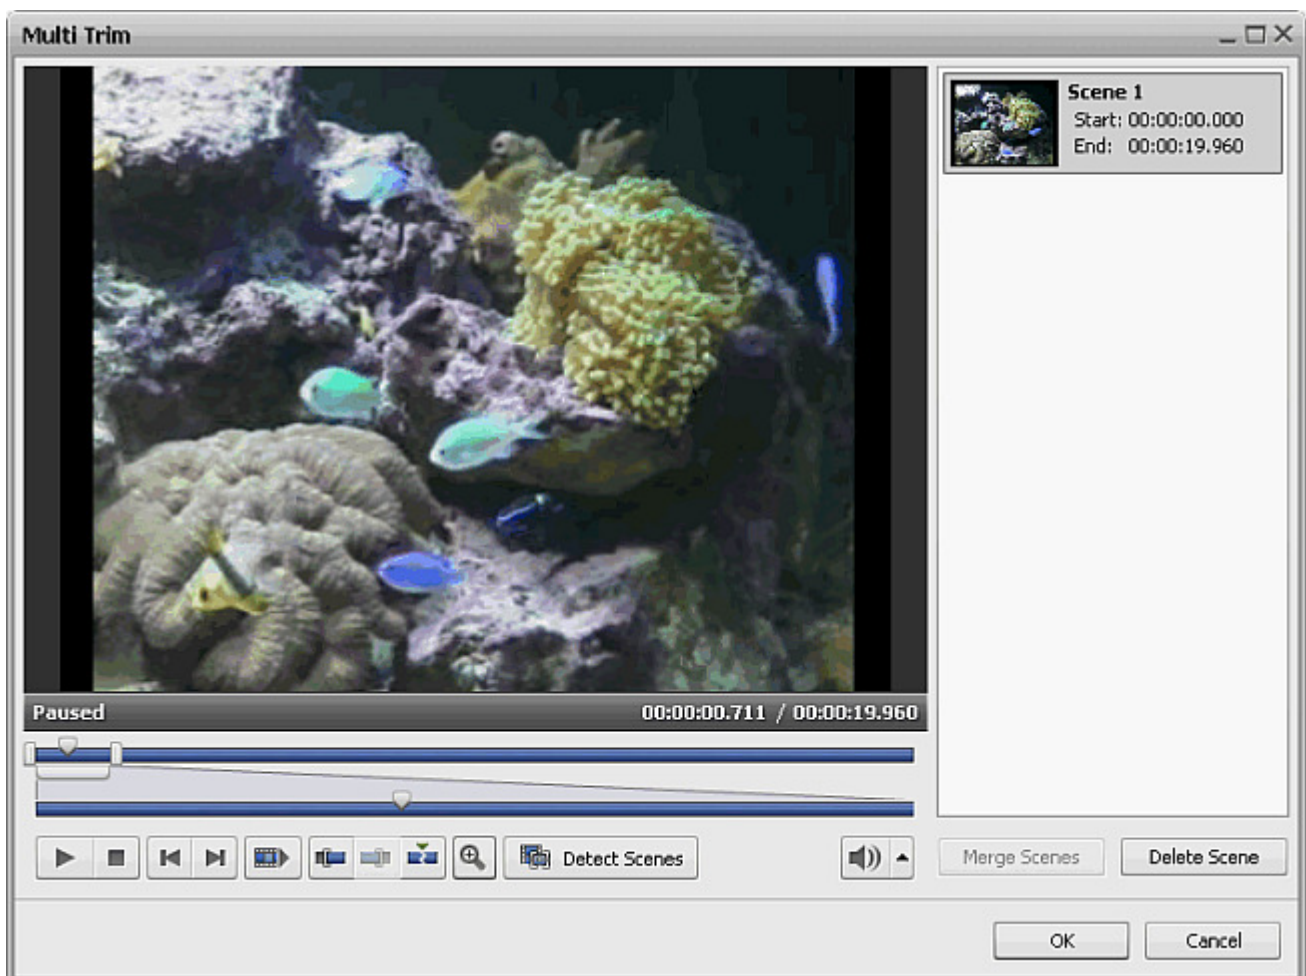 Multi Trim
Scene 1
Start: 00:00:00.000
End: 00:00:19.960
Paused
00:00:00.711 / 00:00:19.960
Detect Scenes
Merge Scenes
Delete Scene
OK
Cancel